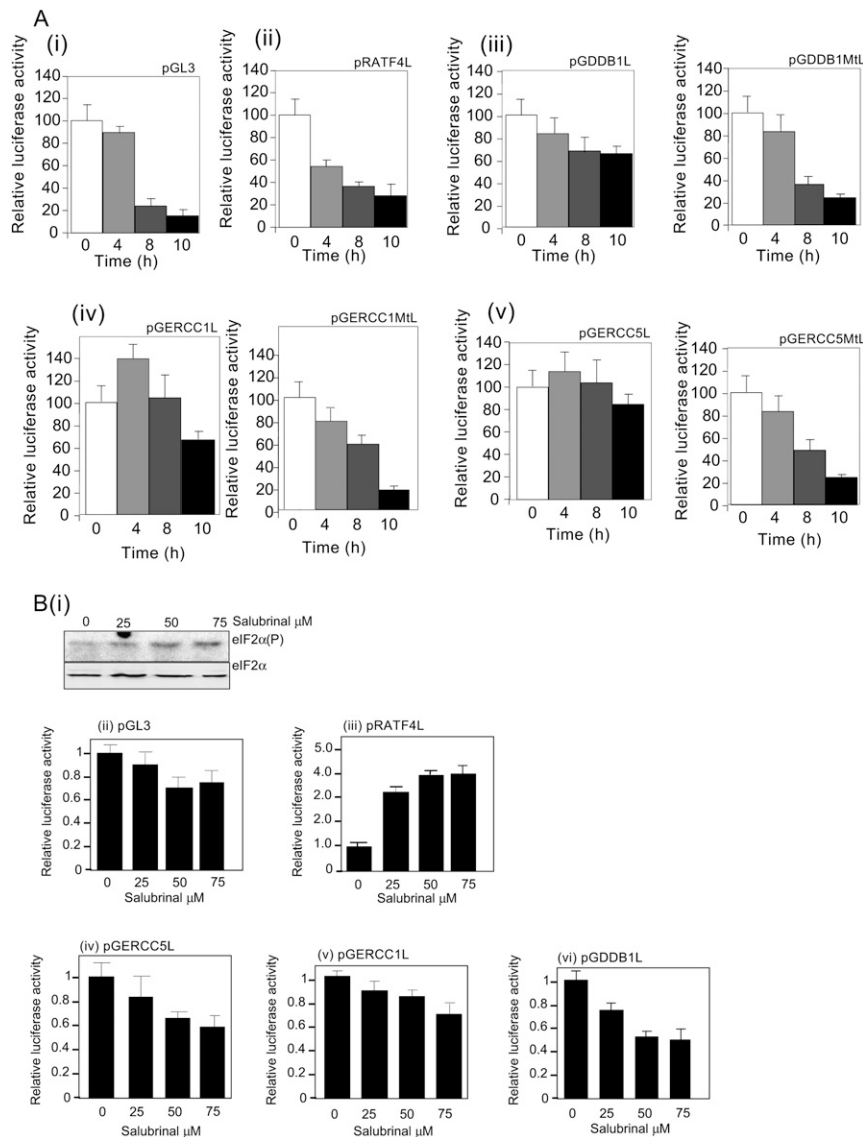 A
(i)
pGL3
Relative luciferase activity
140
120
100
80
60
40
20
0 4 8 10
Time (h)
(ii)
pRATF4L
Relative luciferase activity
140
120
100
80
60
40
20
0 4 8 10
Time (h)
(iii)
pGDDB1L
Relative luciferase activity
140
120
100
80
60
40
20
0 4 8 10
Time (h)
pGDDB1MtL
Relative luciferase activity
140
120
100
80
60
40
20
0 4 8 10
Time (h)
(iv)
pGERCC1L
Relative luciferase activity
140
120
100
80
60
40
20
0 4 8 10
Time (h)
pGERCC1MtL
Relative luciferase activity
140
120
100
80
60
40
20
0 4 8 10
Time (h)
(v)
pGERCC5L
Relative luciferase activity
140
120
100
80
60
40
20
0 4 8 10
Time (h)
pGERCC5MtL
Relative luciferase activity
140
120
100
80
60
40
20
0 4 8 10
Time (h)
B(i)
0 25 50 75 Salubrinal μM
eIF2α(P)
eIF2α
(ii) pGL3
Relative luciferase activity
1
0.8
0.6
0.4
0.2
0
0 25 50 75
Salubrinal μM
(iii) pRATF4L
Relative luciferase activity
5.0
4.0
2.0
1.0
0
0 25 50 75
Salubrinal μM
(iv) pGERCC5L
Relative luciferase activity
1
0.8
0.6
0.4
0.2
0
0 25 50 75
Salubrinal μM
(v) pGERCC1L
Relative luciferase activity
1
0.8
0.6
0.4
0.2
0
0 25 50 75
Salubrinal μM
(vi) pGDDB1L
Relative luciferase activity
1
0.8
0.6
0.4
0.2
0
0 25 50 75
Salubrinal μM